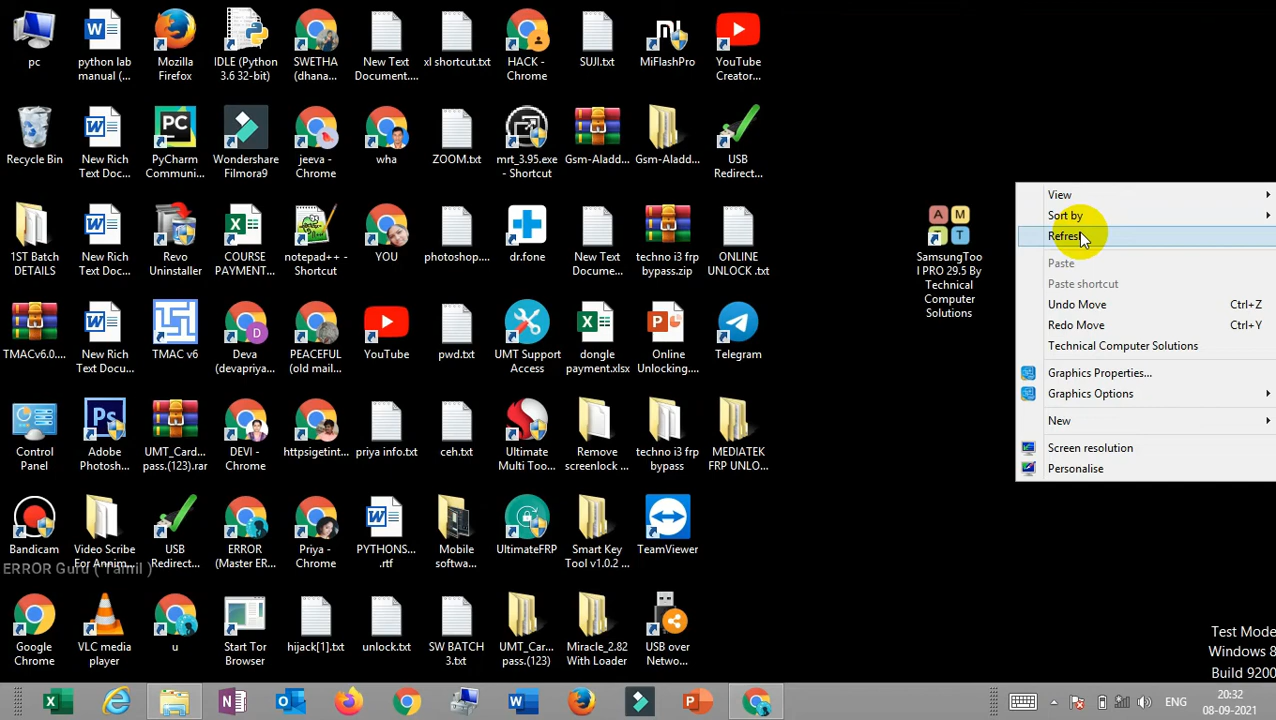 pc
python lab
manual (...
Mozilla
Firefox
IDLE (Python
3.6 32-bit)
SWETHA
(dhana...
New Text
Document....
xl shortcut.txt
HACK -
Chrome
SUJI.txt
MiFlashPro
YouTube
Creator...
Recycle Bin
New Rich
Text Doc...
PC
PyCharm
Communi...
Wondershare
Filmora9
jeeva -
Chrome
wha
ZOOM.txt
mrt_3.95.exe
- Shortcut
Gsm-Aladd...
Gsm-Aladd...
USB
Redirect...
1ST Batch
DETAILS
New Rich
Text Doc...
Revo
Uninstaller
COURSE
PAYMENT...
notepad++ -
Shortcut
YOU
photoshop....
dr.fone
New Text
Docume...
techno i3 frp
bypass.zip
ONLINE
UNLOCK .txt
TMACv6.0....
New Rich
Text Docu...
TMAC v6
D
Deva
(devapriya...
PEACEFUL
(old mail...
YouTube
pwd.txt
UMT Support
Access
dongle
payment.xlsx
Online
Unlocking....
Telegram
Control
Panel
Ps
Adobe
Photosh...
UMT_Card...
pass.(123).rar
DEVI -
Chrome
httpsigetint...
priya info.txt
ceh.txt
Ultimate
Multi Too...
Remove
screenlock ...
techno i3 frp
bypass
MEDIATEK
FRP UNLO...
Bandicam
Video Scribe
For Annim...
USB
Redirect...
ERROR
(Master ER...
Priya -
Chrome
PYTHONS...
.rtf
Mobile
softwa...
UltimateFRP
Smart Key
Tool v1.0.2 ...
TeamViewer
ERROR Guru ( Tamil )
Google
Chrome
VLC media
player
u
Start Tor
Browser
hijack[1].txt
unlock.txt
SW BATCH
3.txt
UMT_Car...
pass.(123)
Miracle_2.82
With Loader
USB over
Netwo...
A M
T T
SamsungToo
l PRO 29.5 By
Technical
Computer
Solutions
View
Sort by
Refresh
Paste
Paste shortcut
Undo Move Ctrl+Z
Redo Move Ctrl+Y
Technical Computer Solutions
Graphics Properties...
Graphics Options
New
Screen resolution
Personalise
Test Mode
Windows 8
Build 9200
ENG
20:32
08-09-2021